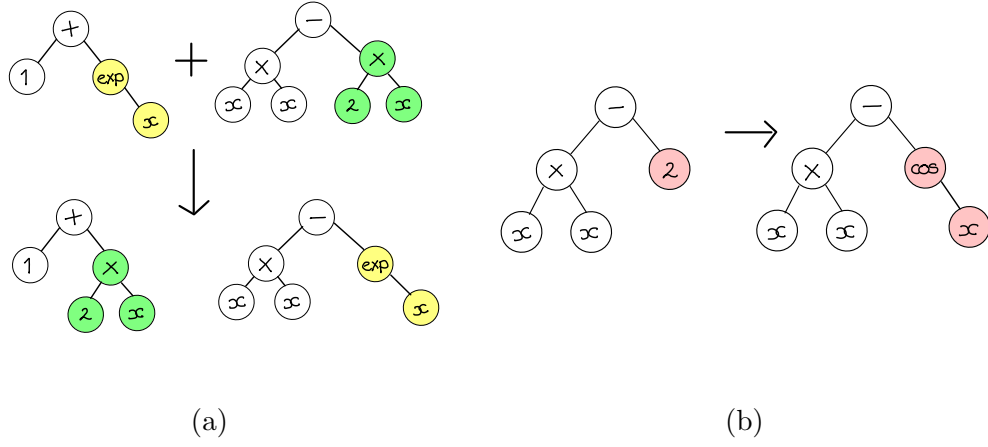 + −
1 exp + × ×
x x x 2 x
− −
× 2 → × cos
x x x x x
+ −
1 × × exp
2 x x x x
(a) (b)